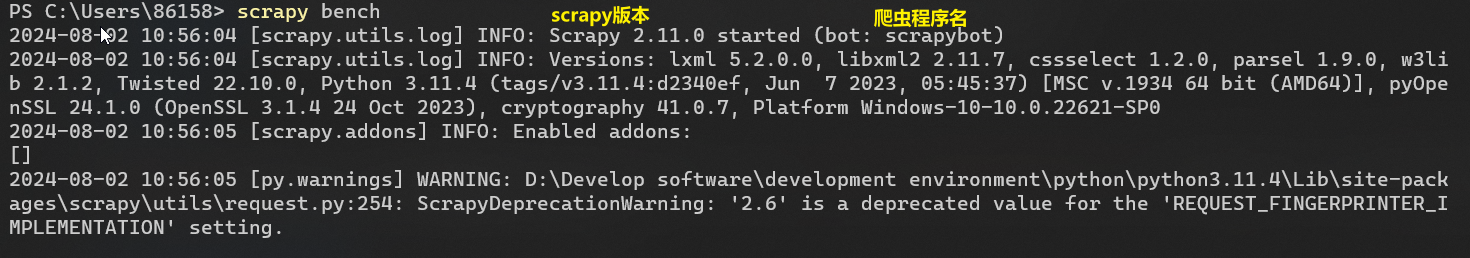 PS C:\Users\86158> scrapy bench
scrapy版本
爬虫程序名
2024-08-02 10:56:04 [scrapy.utils.log] INFO: Scrapy 2.11.0 started (bot: scrapybot)
2024-08-02 10:56:04 [scrapy.utils.log] INFO: Versions: lxml 5.2.0.0, libxml2 2.11.7, cssselect 1.2.0, parsel 1.9.0, w3li
b 2.1.2, Twisted 22.10.0, Python 3.11.4 (tags/v3.11.4:d2340ef, Jun  7 2023, 05:45:37) [MSC v.1934 64 bit (AMD64)], pyOpe
nSSL 24.1.0 (OpenSSL 3.1.4 24 Oct 2023), cryptography 41.0.7, Platform Windows-10-10.0.22621-SP0
2024-08-02 10:56:05 [scrapy.addons] INFO: Enabled addons:
[]
2024-08-02 10:56:05 [py.warnings] WARNING: D:\Develop software\development environment\python\python3.11.4\Lib\site-pack
ages\scrapy\utils\request.py:254: ScrapyDeprecationWarning: '2.6' is a deprecated value for the 'REQUEST_FINGERPRINTER_I
MPLEMENTATION' setting.